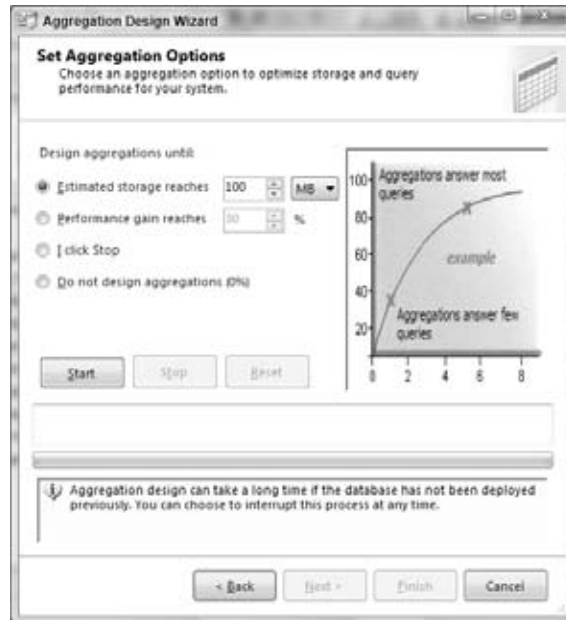 Aggregation Design Wizard
Set Aggregation Options
Choose an aggregation option to optimize storage and query
performance for your system.
Design aggregations until:
Estimated storage reaches 100 MB
Performance gain reaches 30 %
I click Stop
Do not design aggregations (0%)
Start Stop Reset
100
80
60
40
20
Aggregations answer most
queries
example
Aggregations answer few
queries
0 2 4 6 8
Aggregation design can take a long time if the database has not been deployed
previously. You can choose to interrupt this process at any time.
< Back Next > Finish Cancel